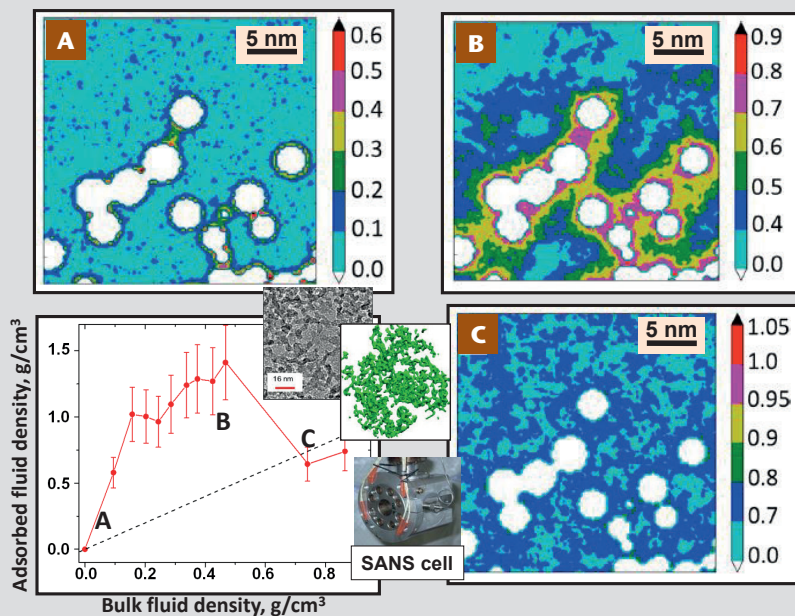 A
5 nm
0.6
0.5
0.4
0.3
0.2
0.1
0.0
B
5 nm
0.9
0.8
0.7
0.6
0.5
0.4
0.0
Adsorbed fluid density, g/cm³
1.5
1.0
0.5
0.0
A
B
C
0.0 0.2 0.4 0.6 0.8
Bulk fluid density, g/cm³
16 nm
SANS cell
C
5 nm
1.05
1.0
0.95
0.9
0.8
0.7
0.0